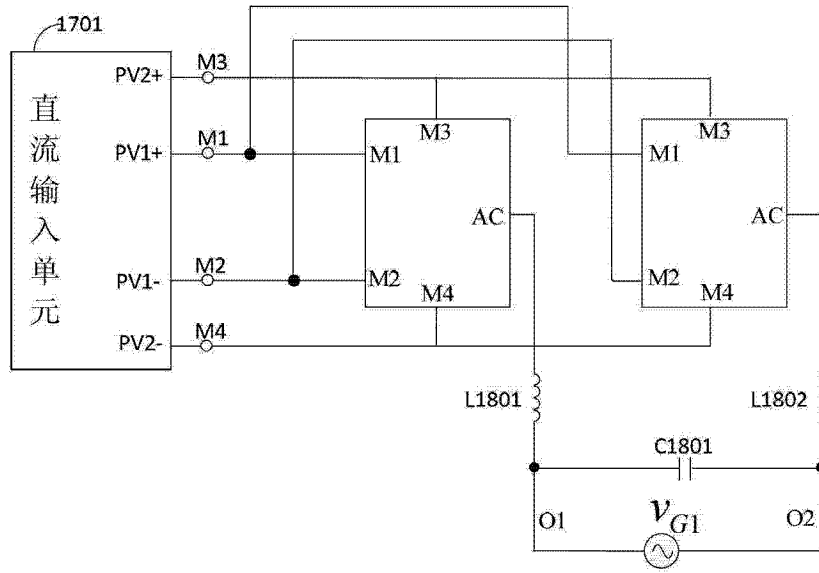 1701
PV2+
M3
直流输入单元
M3
M3
PV1+
M1
M1
M1
AC
AC
PV1-
M2
M2
M2
M4
M4
PV2-
M4
L1801
L1802
C1801
O1
vG1
O2